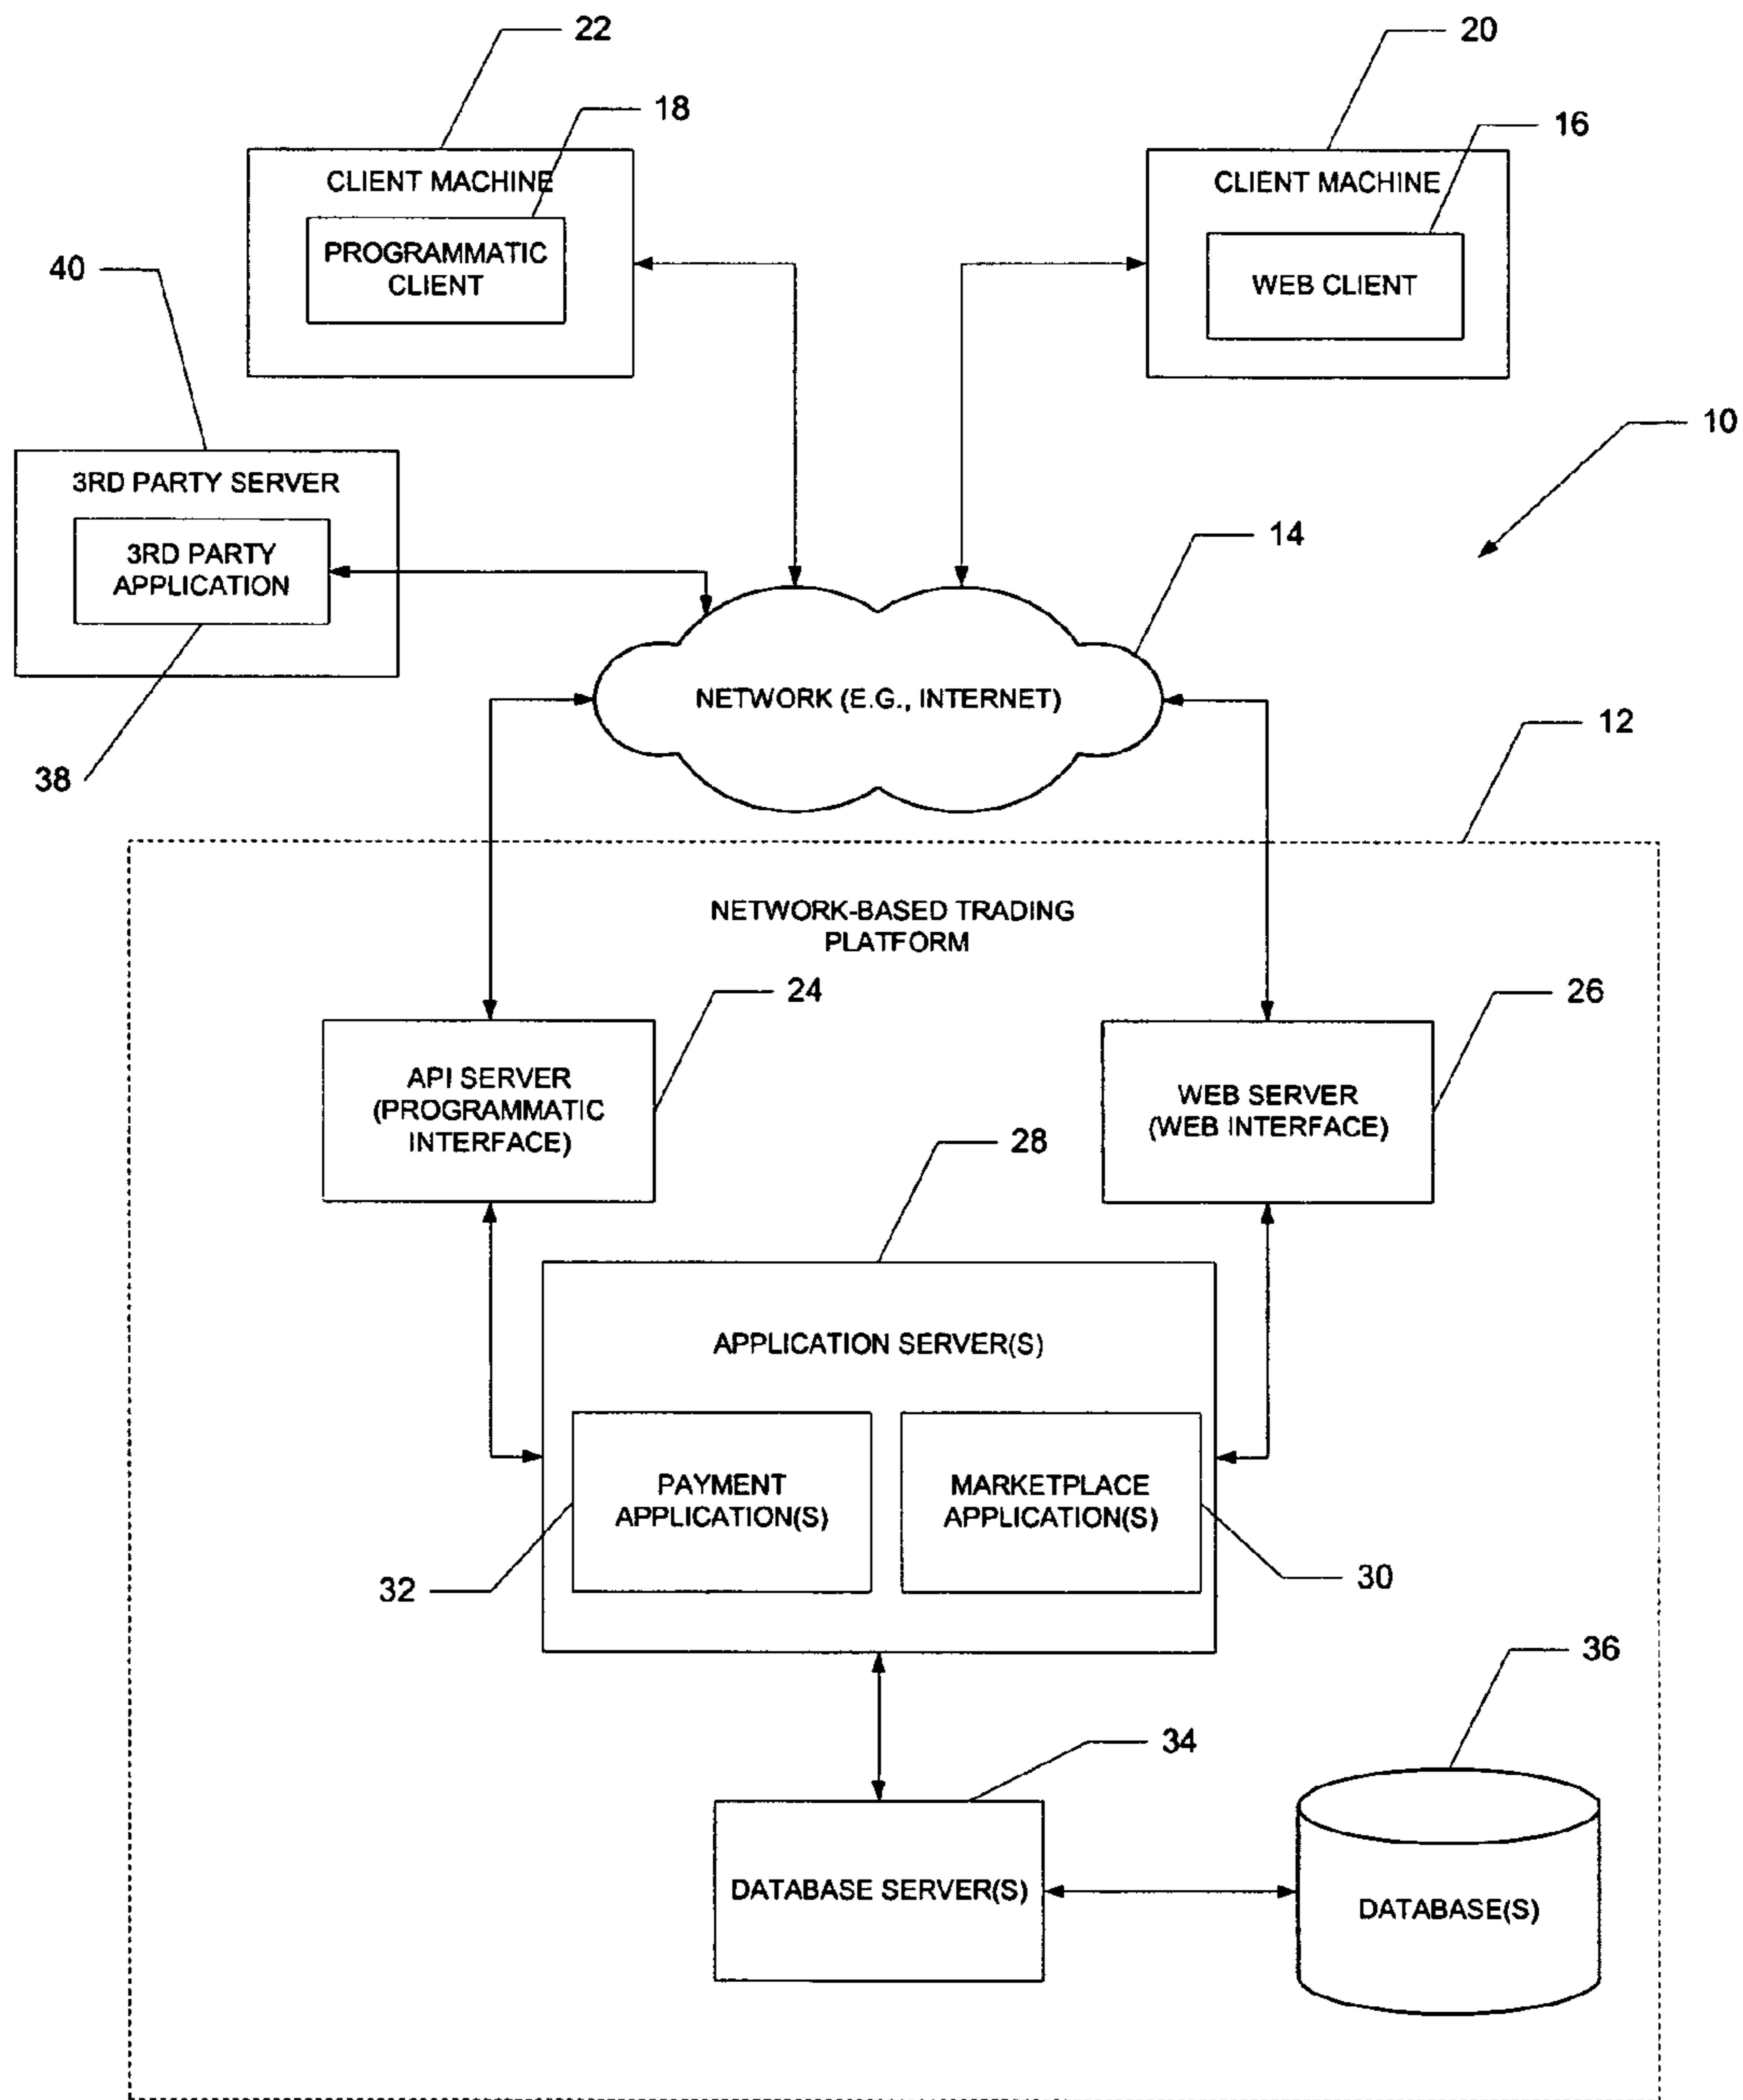 22
20
18
16
CLIENT MACHINE
CLIENT MACHINE
PROGRAMMATIC
CLIENT
WEB CLIENT
40
10
3RD PARTY SERVER
3RD PARTY
APPLICATION
14
NETWORK (E.G., INTERNET)
38
12
NETWORK-BASED TRADING
PLATFORM
24
26
API SERVER
(PROGRAMMATIC
INTERFACE)
WEB SERVER
(WEB INTERFACE)
28
APPLICATION SERVER(S)
PAYMENT
APPLICATION(S)
MARKETPLACE
APPLICATION(S)
32
30
36
34
DATABASE SERVER(S)
DATABASE(S)